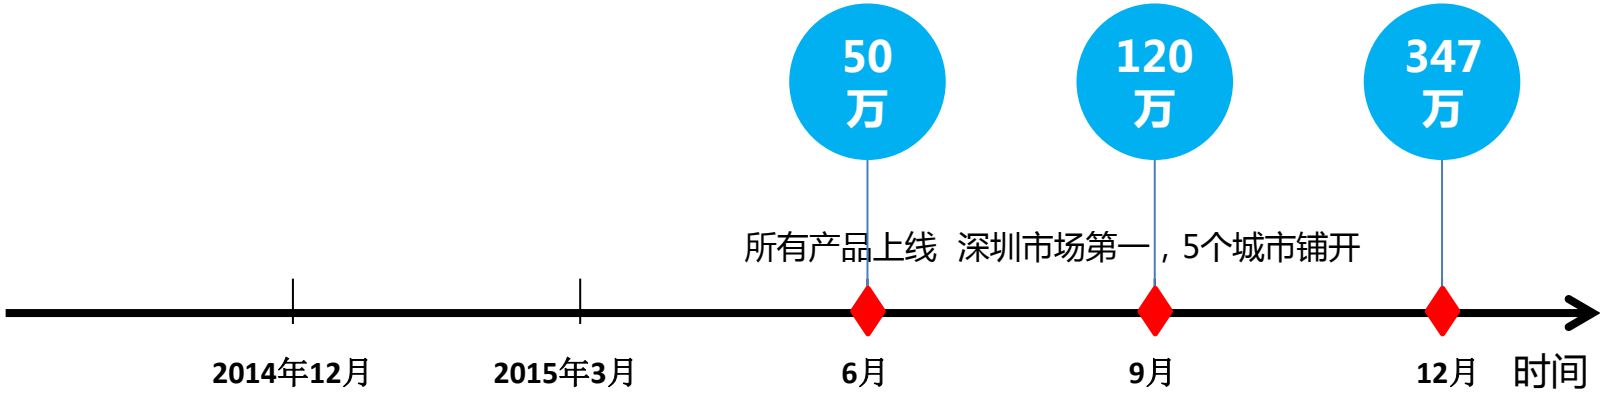 50
万
120
万
347
万
所有产品上线 深圳市场第一，5个城市铺开
2014年12月
2015年3月
6月
9月
12月
时间